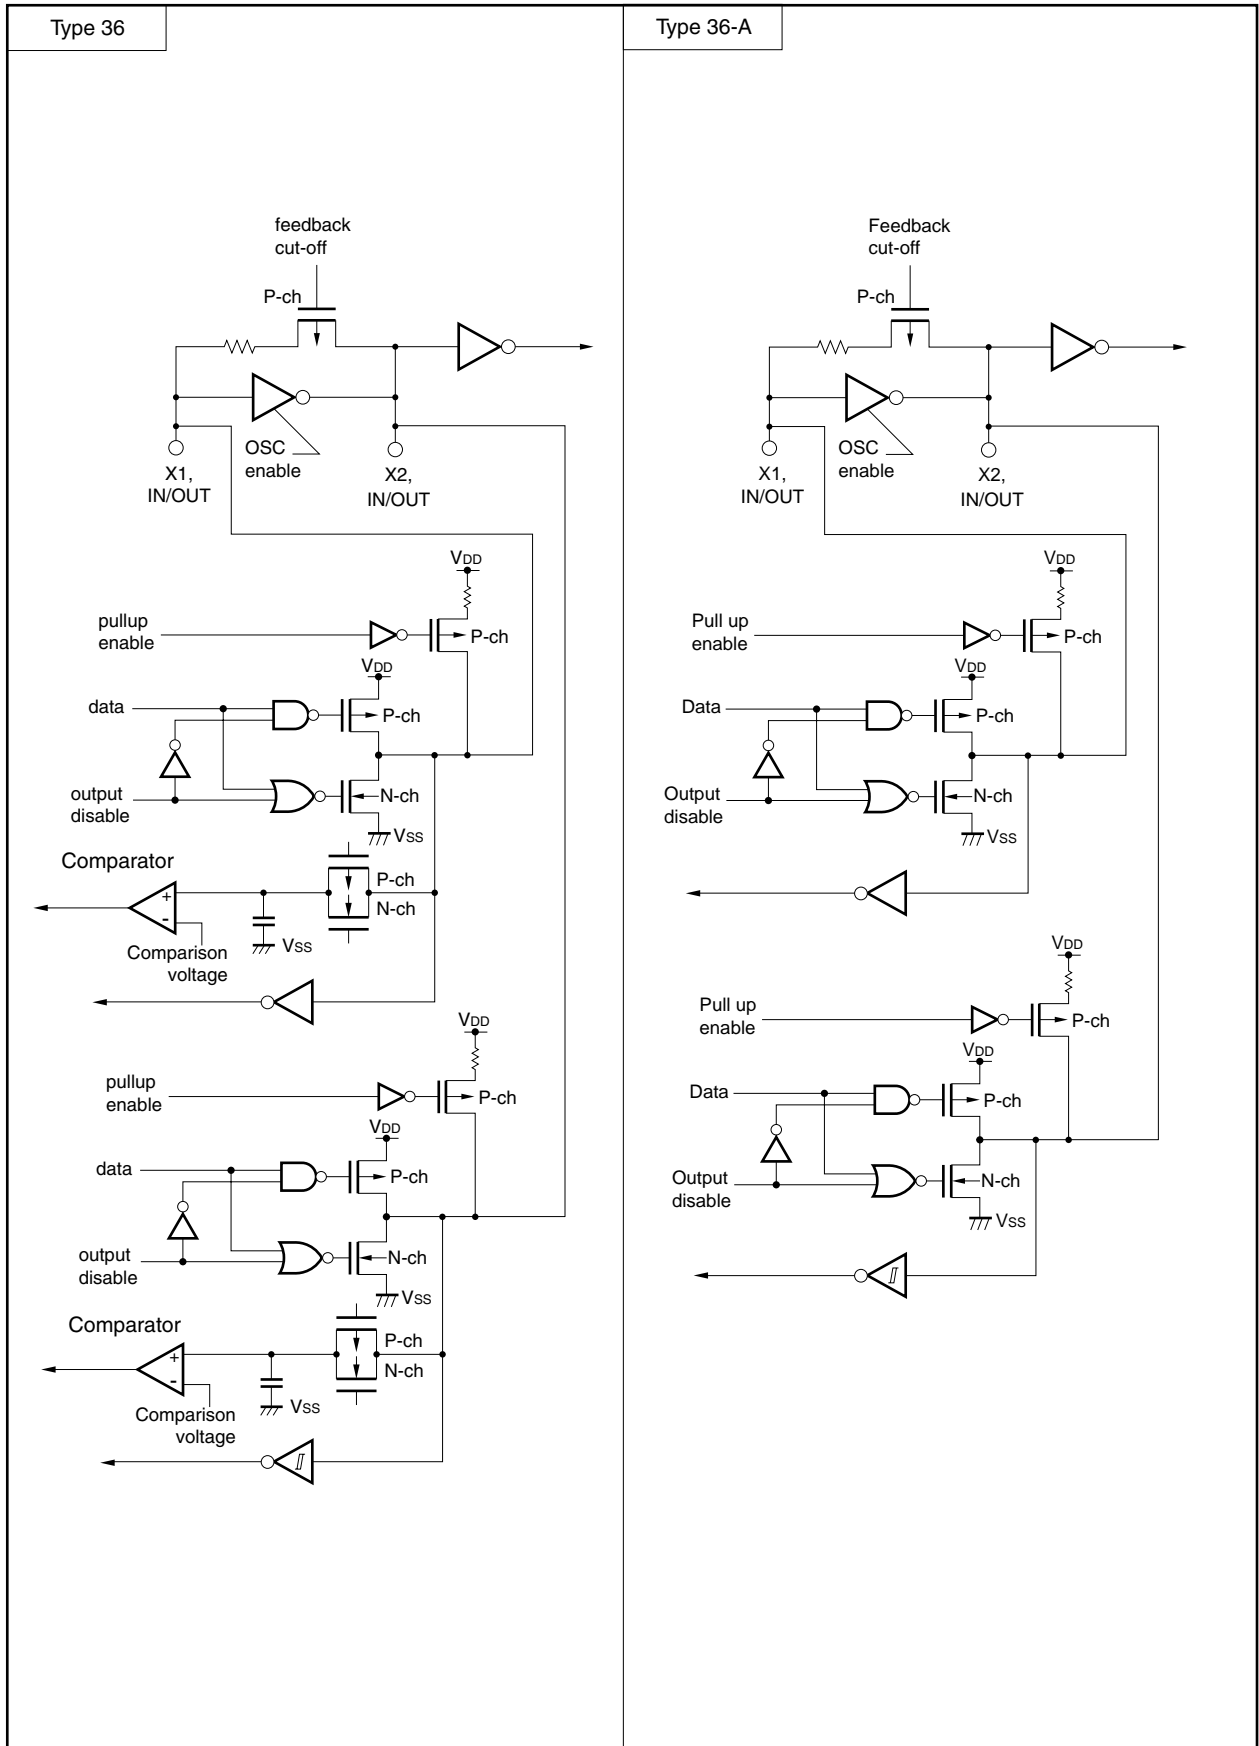 Type 36
feedback
cut-off
P-ch
OSC
enable
X1,
IN/OUT
X2,
IN/OUT
VDD
pullup
enable
P-ch
VDD
data
P-ch
output
disable
N-ch
VSS
Comparator
P-ch
N-ch
+
-
VSS
Comparison
voltage
VDD
pullup
enable
P-ch
VDD
data
P-ch
output
disable
N-ch
VSS
Comparator
P-ch
N-ch
+
-
VSS
Comparison
voltage
Type 36-A
Feedback
cut-off
P-ch
OSC
enable
X1,
IN/OUT
X2,
IN/OUT
VDD
Pull up
enable
P-ch
VDD
Data
P-ch
Output
disable
N-ch
VSS
VDD
Pull up
enable
P-ch
VDD
Data
P-ch
Output
disable
N-ch
VSS